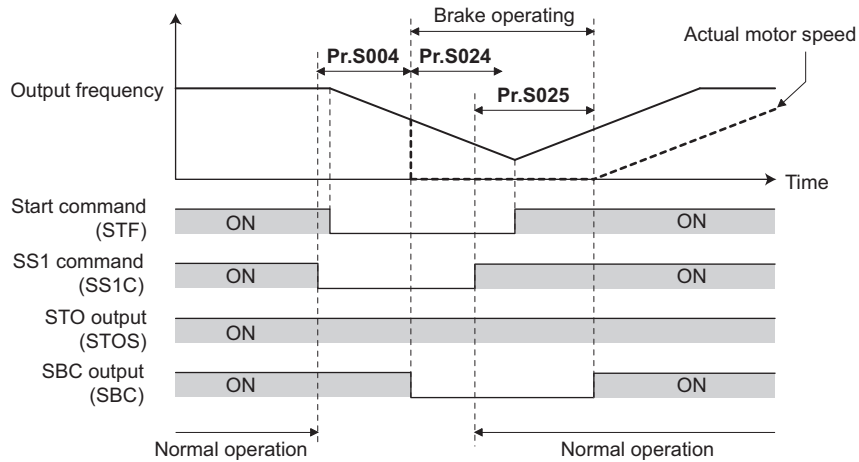 Brake operating
Actual motor speed
Pr.S004
Pr.S024
Output frequency
Pr.S025
Time
Start command
(STF)
ON
ON
SS1 command
(SS1C)
ON
ON
STO output
(STOS)
ON
SBC output
(SBC)
ON
ON
Normal operation
Normal operation